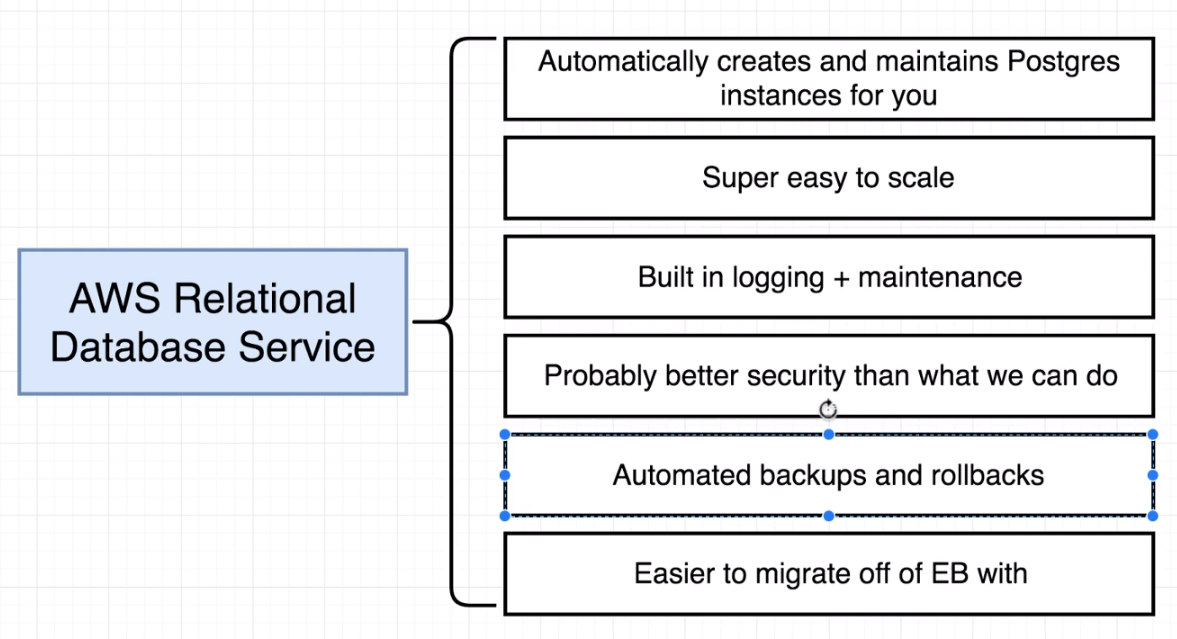 AWS Relational
Database Service
Automatically creates and maintains Postgres
instances for you
Super easy to scale
Built in logging + maintenance
Probably better security than what we can do
Automated backups and rollbacks
Easier to migrate off of EB with